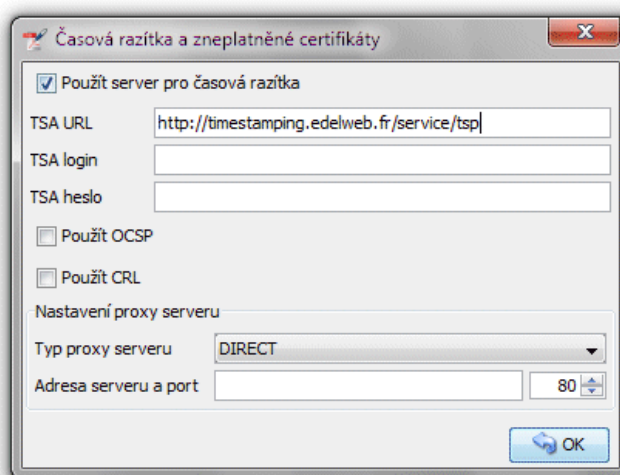 Časová razítka a zneplatněné certifikáty
Použít server pro časová razítka
TSA URL http://timestamping.edelweb.fr/service/tsp
TSA login
TSA heslo
Použít OCSP
Použít CRL
Nastavení proxy serveru
Typ proxy serveru DIRECT
Adresa serveru a port 80
OK